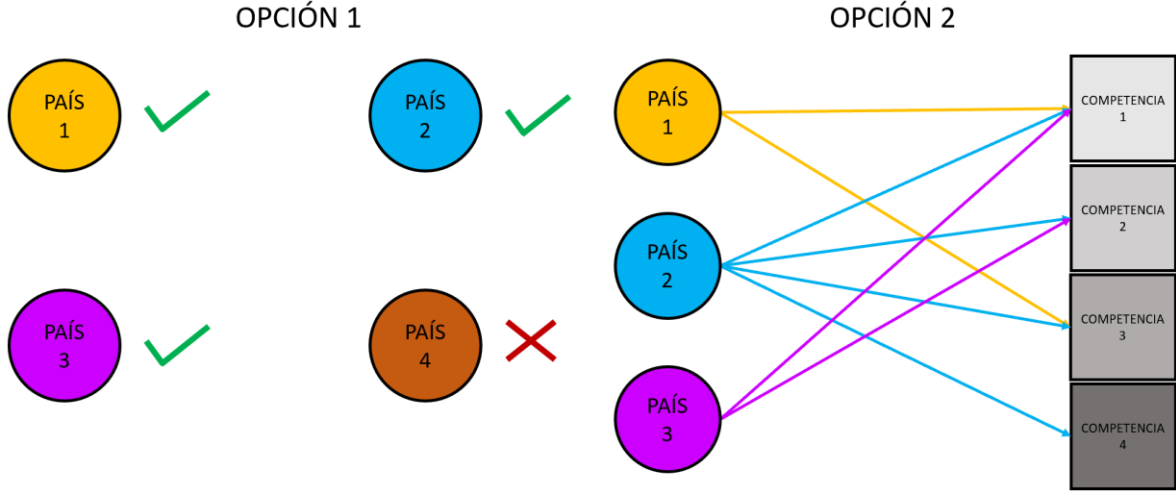 OPCIÓN 1
PAÍS
1
PAÍS
2
PAÍS
3
PAÍS
4
OPCIÓN 2
PAÍS
1
PAÍS
2
PAÍS
3
COMPETENCIA
1
COMPETENCIA
2
COMPETENCIA
3
COMPETENCIA
4